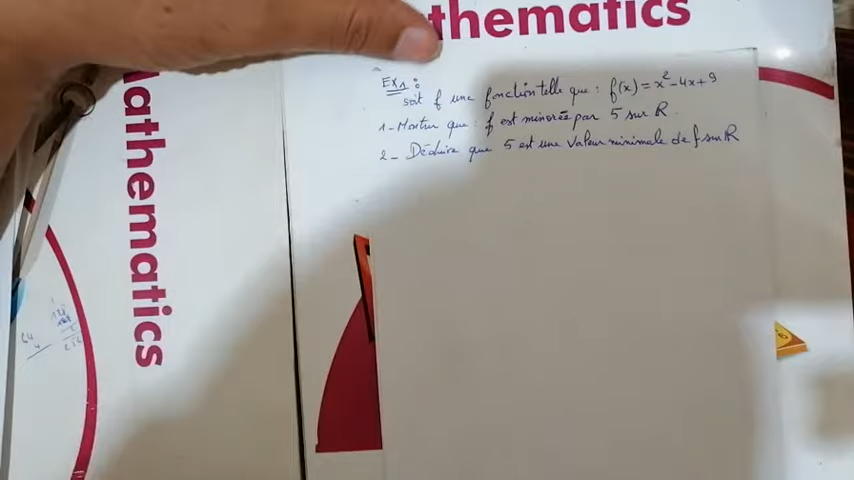 thematics
Mathematics
Ex1:
soit f une fonction telle que : f(x) = x² - 4x + 9
1 - Montrer que : f est minorée par 5 sur R.
2 - Déduire que 5 est une valeur minimale de f sur R